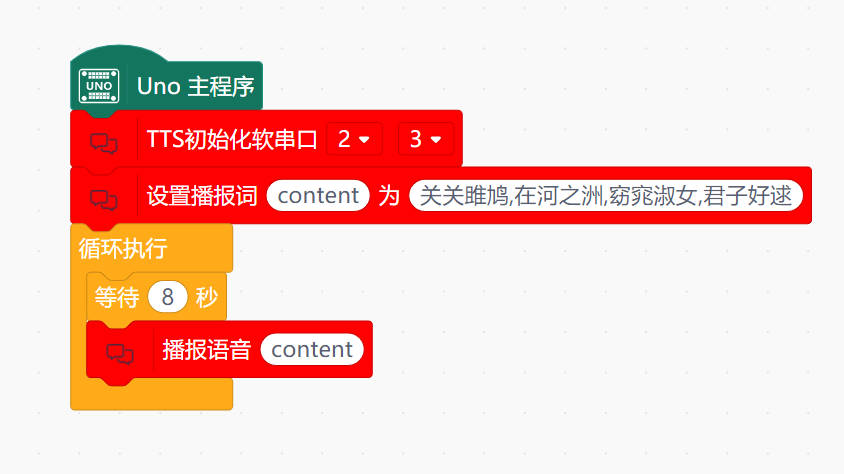 UNO Uno 主程序
TTS初始化软串口 2 3
设置播报词 content 为 关关雎鸠,在河之洲,窈窕淑女,君子好逑
循环执行
等待 8 秒
播报语音 content